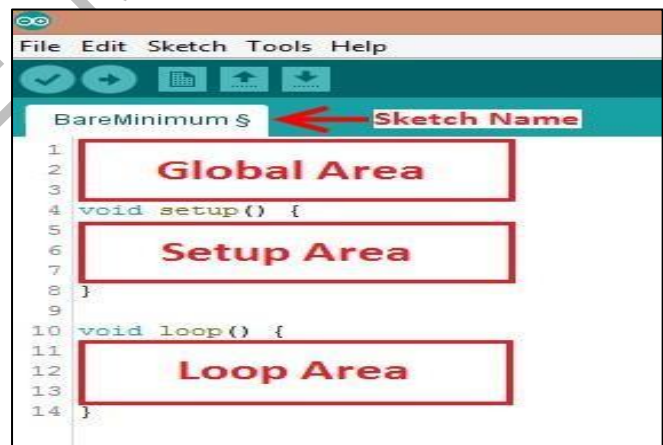 File Edit Sketch Tools Help
BareMinimum § Sketch Name
1
2 Global Area
3
4 void setup() {
5
6 Setup Area
7
8 }
9
10 void loop() {
11
12 Loop Area
13
14 }